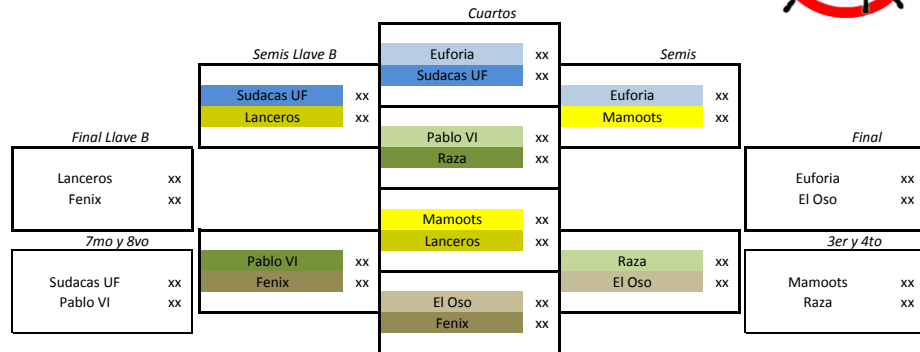 Cuartos
Semis Llave B
Semis
Euforia xx
Sudacas UF xx
Sudacas UF xx
Lanceros xx
Euforia xx
Mamoots xx
Final Llave B
Final
Pablo VI xx
Raza xx
Lanceros xx
Fenix xx
Euforia xx
El Oso xx
Mamoots xx
Lanceros xx
7mo y 8vo
3er y 4to
Pablo VI xx
Fenix xx
Raza xx
El Oso xx
Sudacas UF xx
Pablo VI xx
Mamoots xx
Raza xx
El Oso xx
Fenix xx